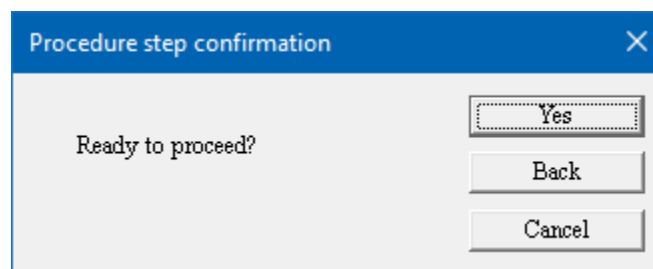 Procedure step confirmation
Ready to proceed?
Yes
Back
Cancel